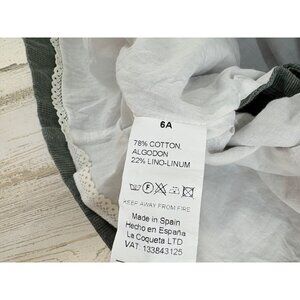 6A
78% COTTON,
ALGODON
22% LINO-LINUM
KEEP AWAY FROM FIRE
Made in Spain
Hecho en España
La Coqueta LTD
VAT 133843125